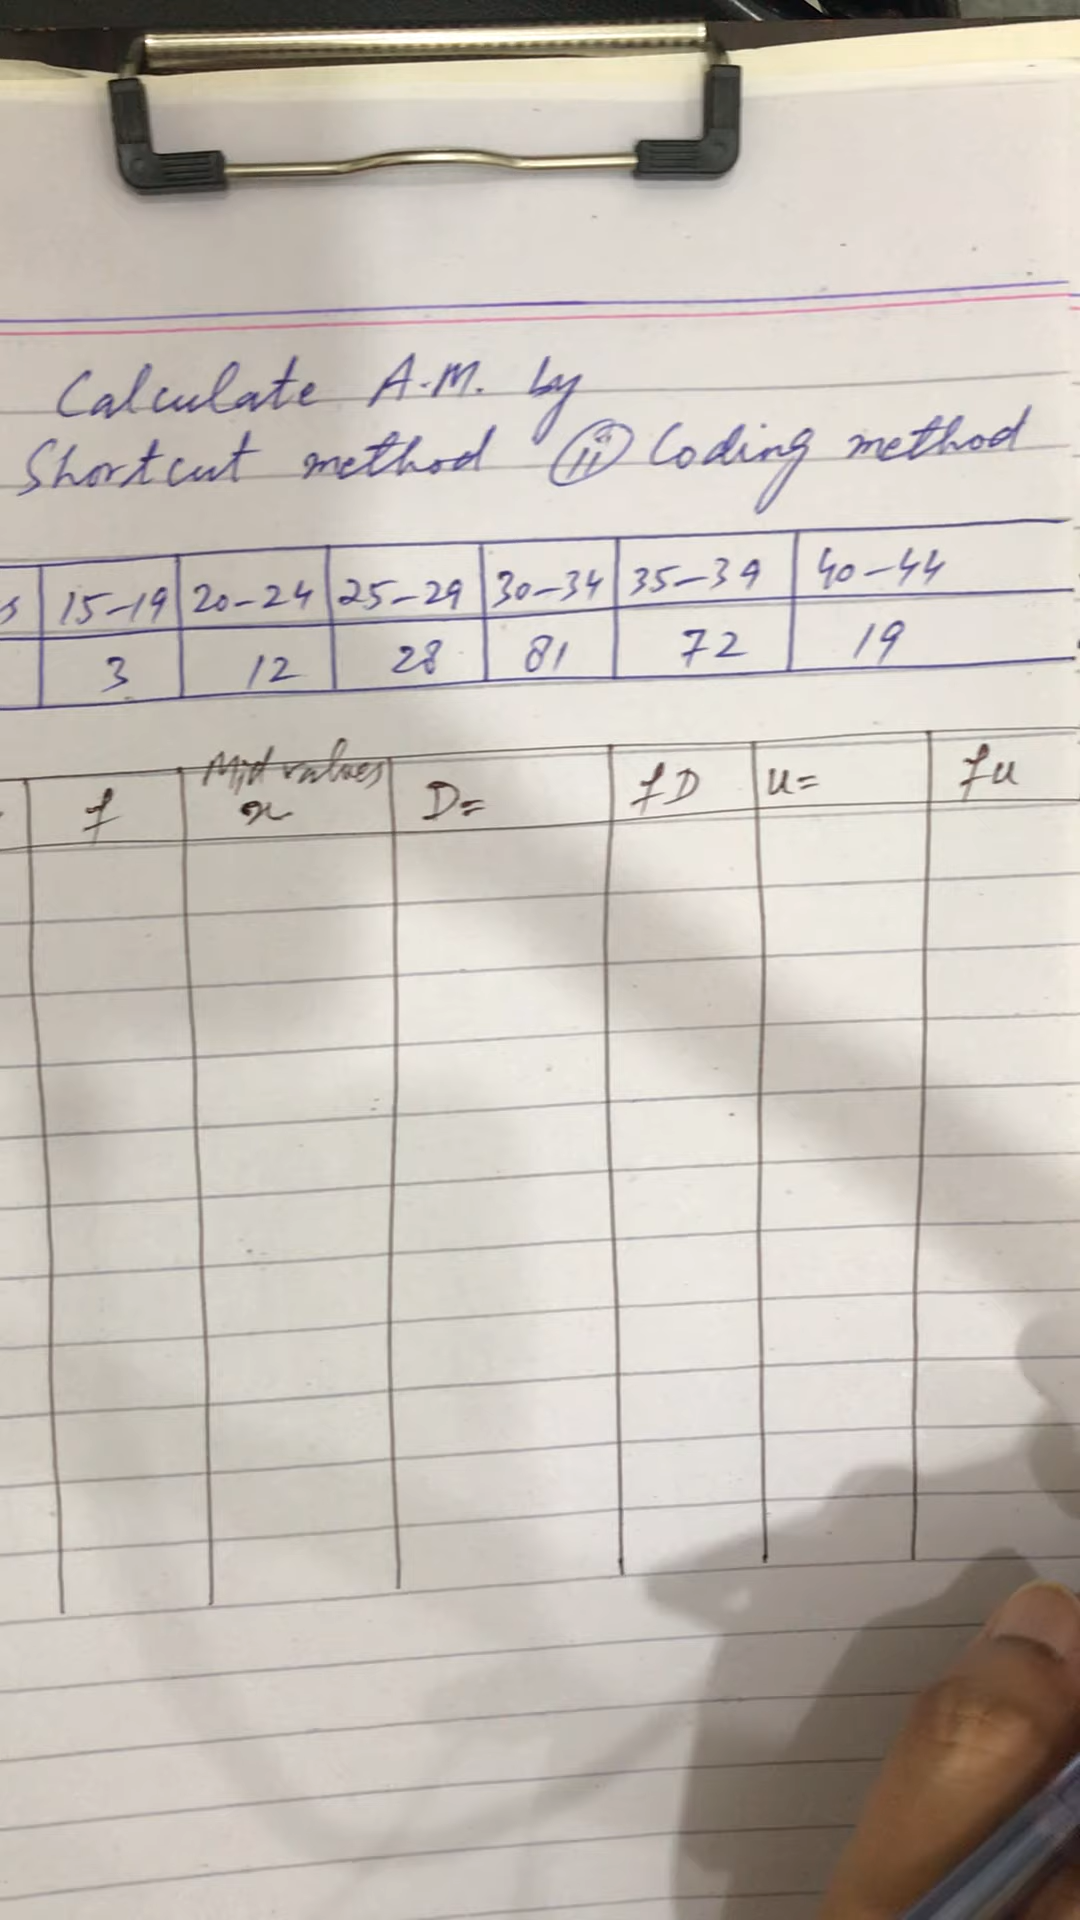 Calculate A.M. by
Shortcut method (ii) Coding method
s 15-19 20-24 25-29 30-34 35-39 40-44
3 12 28 81 72 19
f Mid values x D= fD u= fu